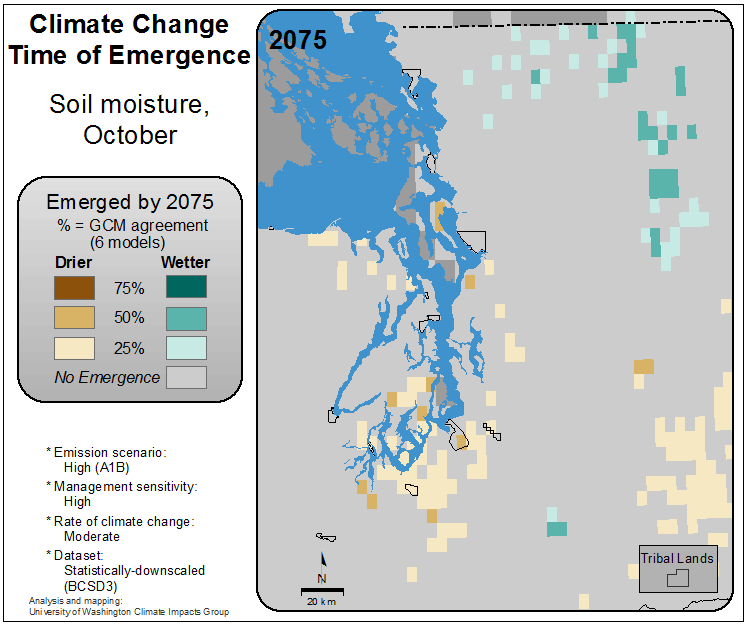 Climate Change
Time of Emergence
Soil moisture,
October
2075
Emerged by 2075
% = GCM agreement
(6 models)
Drier Wetter
75%
50%
25%
No Emergence
* Emission scenario:
High (A1B)
* Management sensitivity:
High
* Rate of climate change:
Moderate
* Dataset:
Statistically-downscaled
(BCSD3)
Analysis and mapping:
University of Washington Climate Impacts Group
N
20 km
Tribal Lands